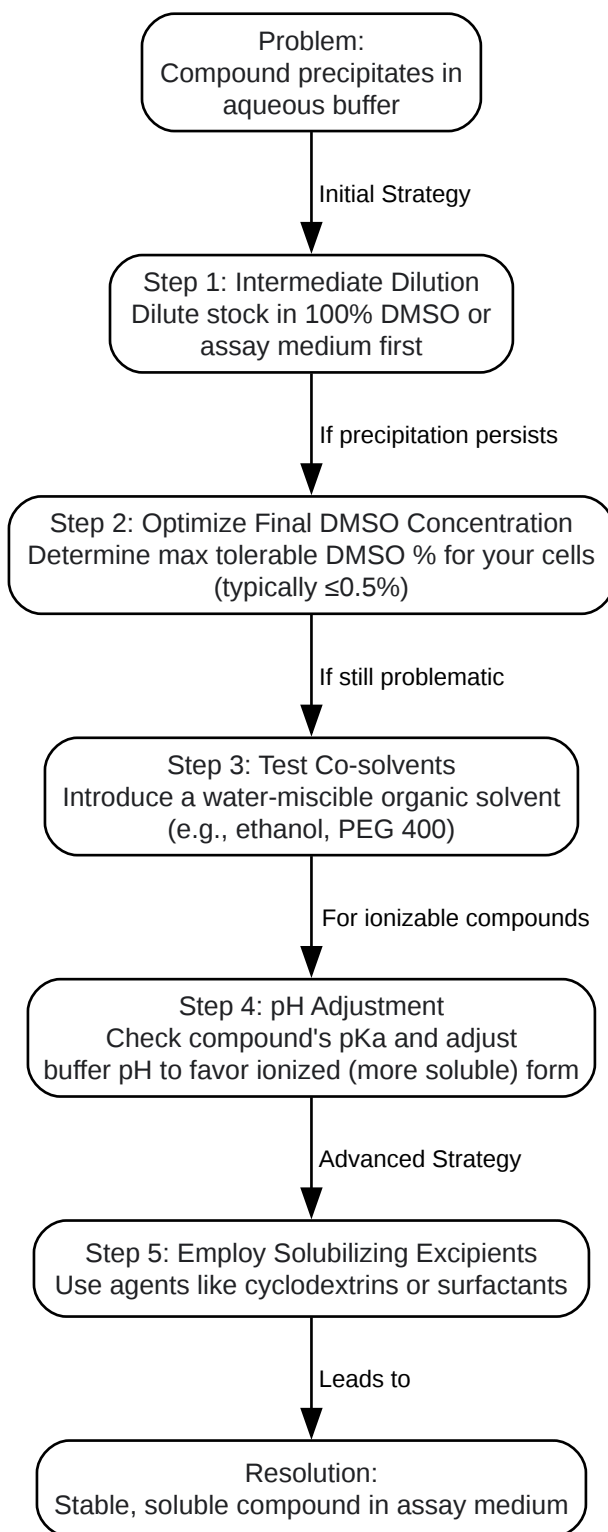 Problem:
Compound precipitates in
aqueous buffer
Initial Strategy
Step 1: Intermediate Dilution
Dilute stock in 100% DMSO or
assay medium first
If precipitation persists
Step 2: Optimize Final DMSO Concentration
Determine max tolerable DMSO % for your cells
(typically ≤0.5%)
If still problematic
Step 3: Test Co-solvents
Introduce a water-miscible organic solvent
(e.g., ethanol, PEG 400)
For ionizable compounds
Step 4: pH Adjustment
Check compound's pKa and adjust
buffer pH to favor ionized (more soluble) form
Advanced Strategy
Step 5: Employ Solubilizing Excipients
Use agents like cyclodextrins or surfactants
Leads to
Resolution:
Stable, soluble compound in assay medium